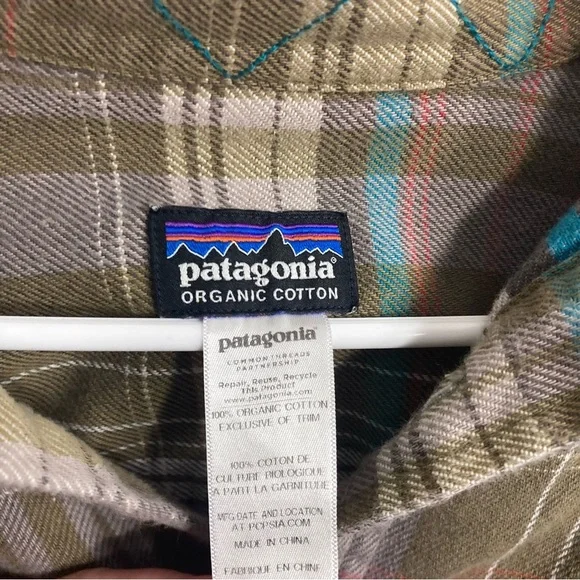 patagonia®
ORGANIC COTTON
patagonia®
COMMON THREADS
PARTNERSHIP
Repair, Reuse, Recycle
This Product
www.patagonia.com
100% ORGANIC COTTON
EXCLUSIVE OF TRIM
100% COTON DE
CULTURE BIOLOGIQUE
A PART LA GARNITURE
MFG DATE AND LOCATION
AT PCPSIA.COM
MADE IN CHINA
FABRIQUE EN CHINE